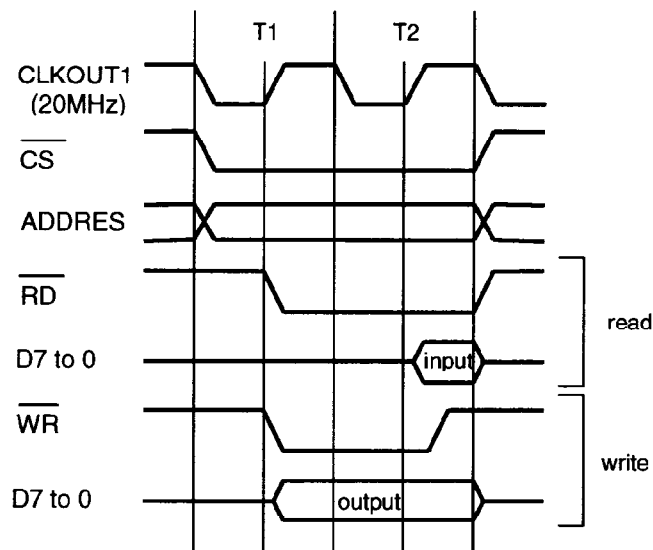 T1 T2
CLKOUT1
(20MHz)
CS
ADDRES
RD
read
D7 to 0
input
WR
write
D7 to 0
output